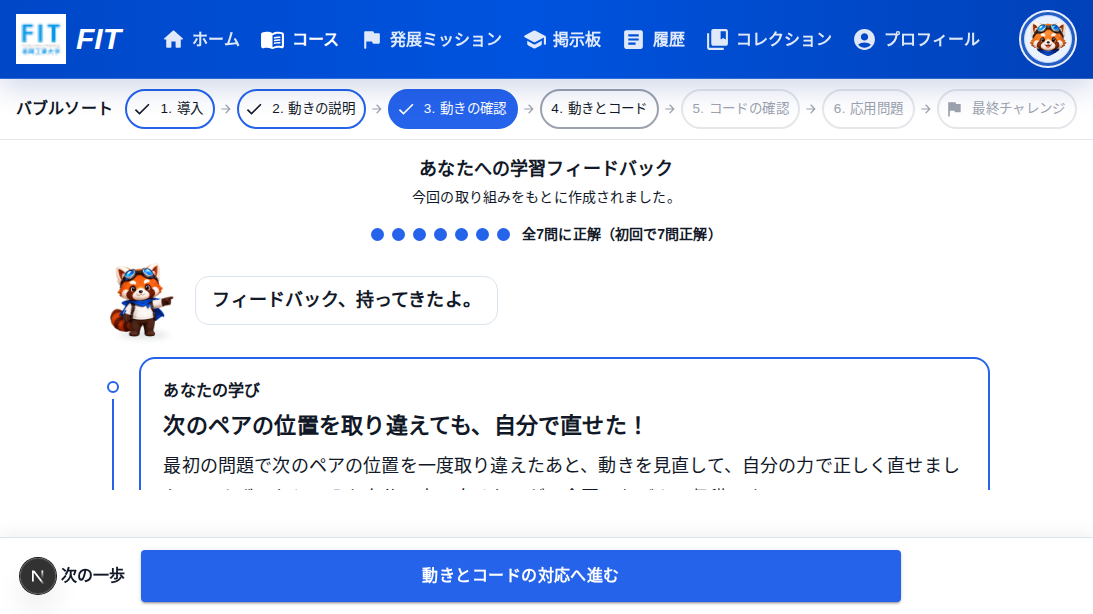 FIT
FIT
ホーム
コース
発展ミッション
掲示板
履歴
コレクション
プロフィール
バブルソート
1. 導入
2. 動きの説明
3. 動きの確認
4. 動きとコード
5. コードの確認
6. 応用問題
最終チャレンジ
あなたへの学習フィードバック
今回の取り組みをもとに作成されました。
全7問に正解（初回で7問正解）
フィードバック、持ってきたよ。
あなたの学び
次のペアの位置を取り違えても、自分で直せた！
最初の問題で次のペアの位置を一度取り違えたあと、動きを見直して、自分の力で正しく直せまし
N
次の一歩
動きとコードの対応へ進む